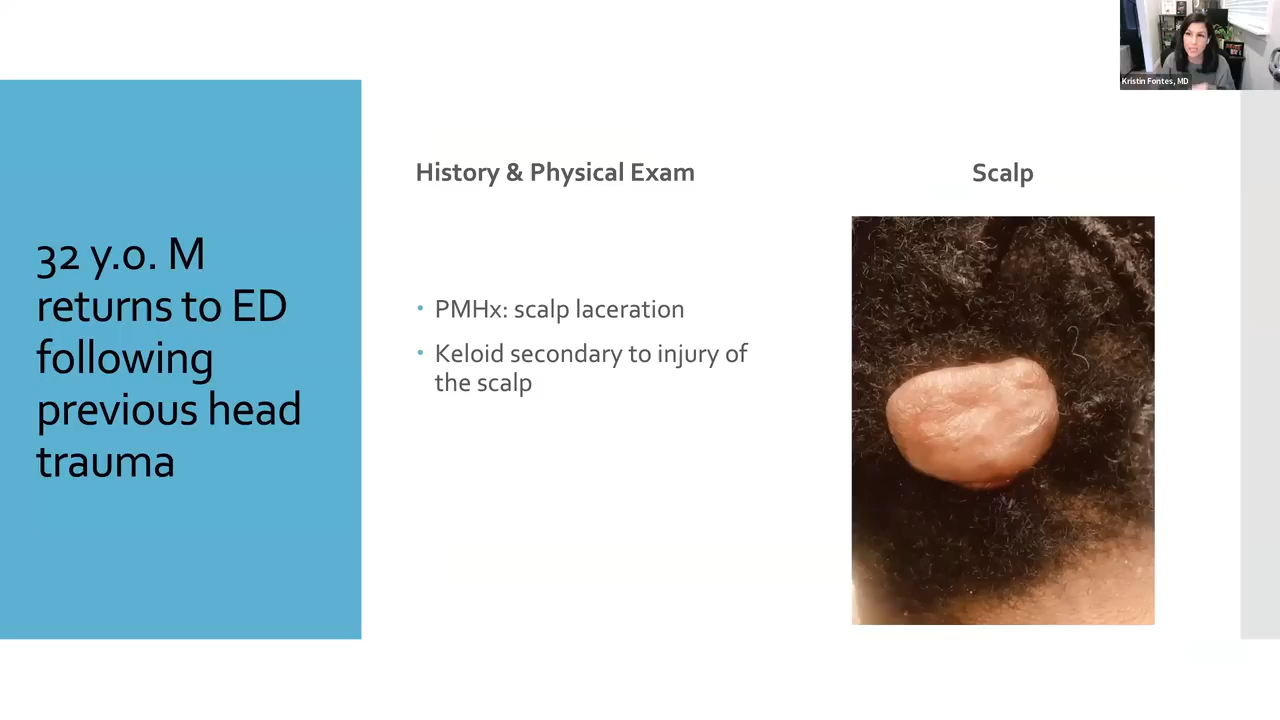 32 y.o. M
returns to ED
following
previous head
trauma
History & Physical Exam
• PMHx: scalp laceration
• Keloid secondary to injury of
the scalp
Scalp
Kristin Fontes, MD